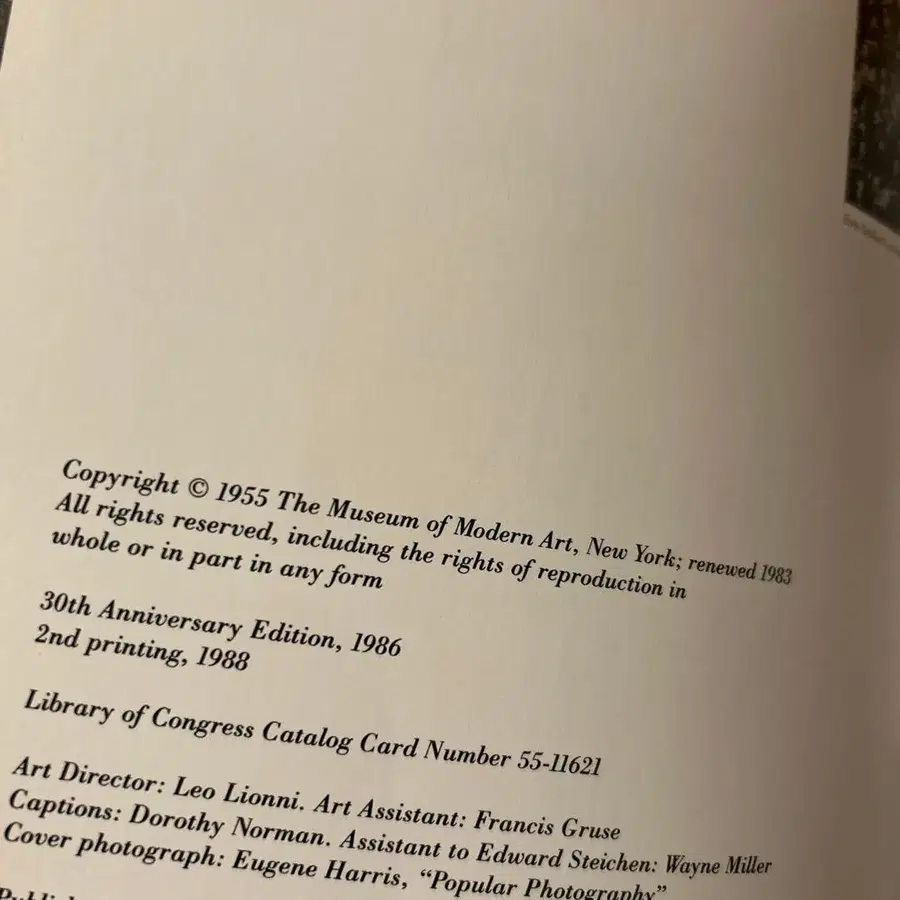 Copyright © 1955 The Museum of Modern Art, New York; renewed 1983
All rights reserved, including the rights of reproduction in
whole or in part in any form
30th Anniversary Edition, 1986
2nd printing, 1988
Library of Congress Catalog Card Number 55-11621
Art Director: Leo Lionni. Art Assistant: Francis Gruse
Captions: Dorothy Norman. Assistant to Edward Steichen: Wayne Miller
Cover photograph: Eugene Harris, “Popular Photography”